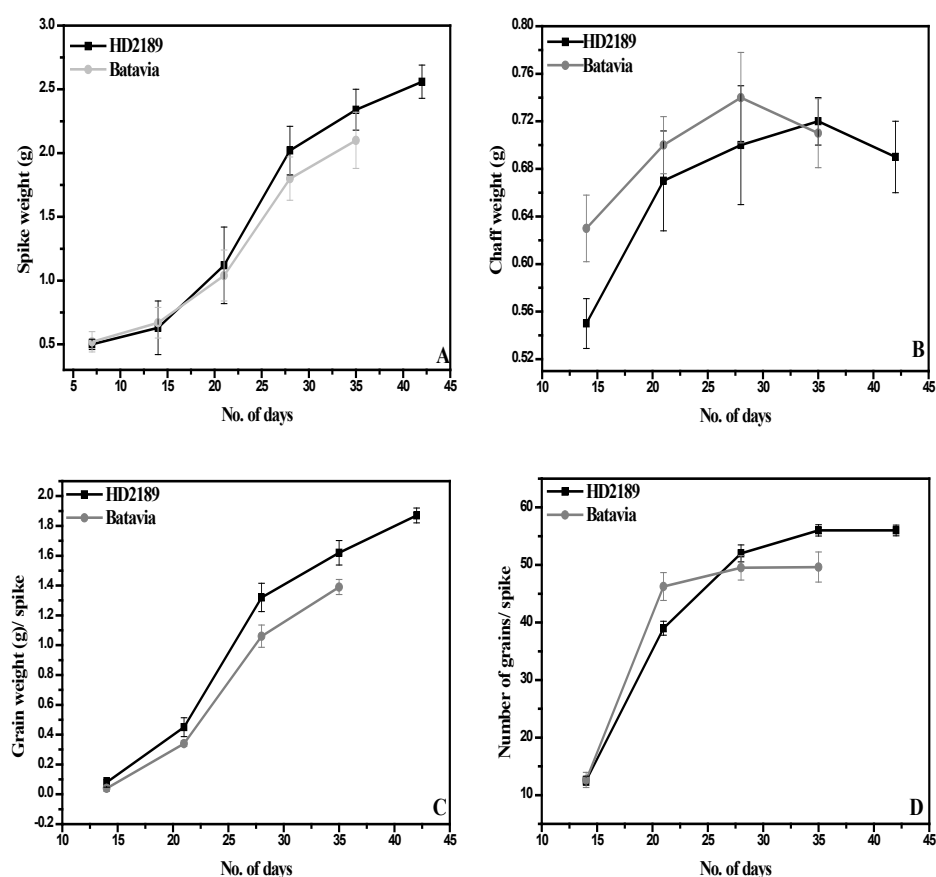 3.0
2.5
2.0
1.5
1.0
0.5
Spike weight (g)
HD2189
Batavia
A
5 10 15 20 25 30 35 40 45
No. of days
0.80
0.76
0.72
0.68
0.64
0.60
0.56
0.52
Chaff weight (g)
HD2189
Batavia
B
10 15 20 25 30 35 40 45
No. of days
2.0
1.8
1.6
1.4
1.2
1.0
0.8
0.6
0.4
0.2
0.0
-0.2
Grain weight (g)/ spike
HD2189
Batavia
C
10 15 20 25 30 35 40 45
No. of days
60
50
40
30
20
10
Number of grains/ spike
HD2189
Batavia
D
10 15 20 25 30 35 40 45
No. of days